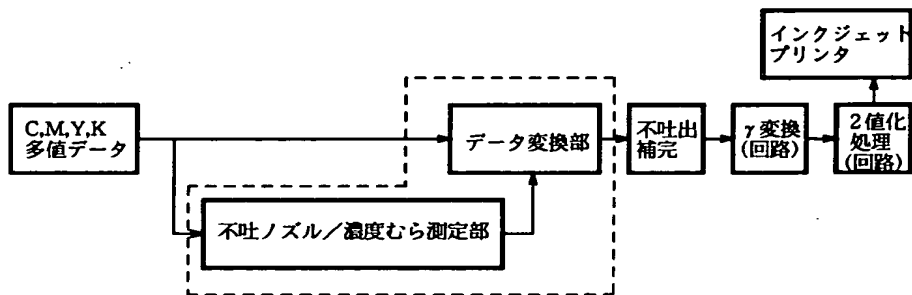 インクジェット
プリンタ
C,M,Y,K
多値データ
データ変換部
不吐出
補完
γ変換
(回路)
2値化
処理
(回路)
不吐ノズル／濃度むら測定部